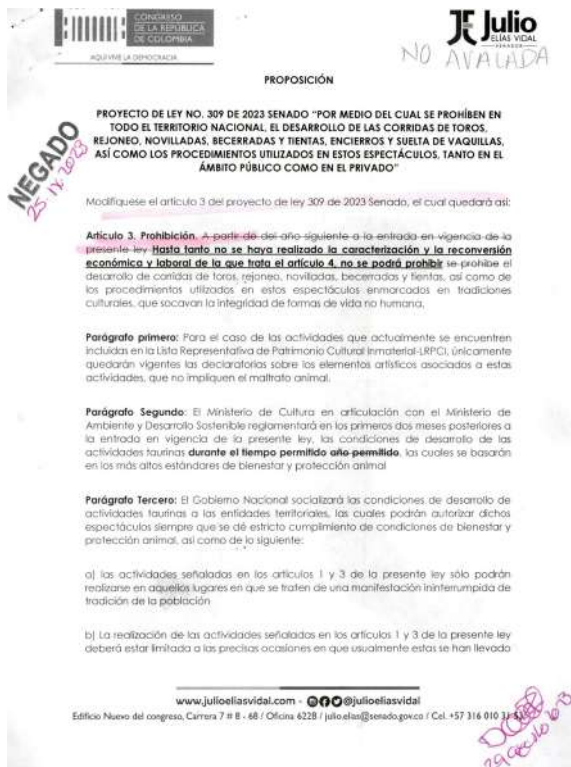 CONGRESO
DE LA REPÚBLICA
DE COLOMBIA
AQUÍ VIVE LA DEMOCRACIA
Julio
ELÍAS VIDAL
SENADOR
NO AVALADA
PROPOSICIÓN
NEGADO
25-IX-2023
PROYECTO DE LEY NO. 309 DE 2023 SENADO “POR MEDIO DEL CUAL SE PROHÍBEN EN
TODO EL TERRITORIO NACIONAL, EL DESARROLLO DE LAS CORRIDAS DE TOROS,
REJONEO, NOVILLADAS, BECERRADAS Y TIENTAS, ENCIERROS Y SUELTA DE VAQUILLAS,
ASÍ COMO LOS PROCEDIMIENTOS UTILIZADOS EN ESTOS ESPECTÁCULOS, TANTO EN EL
ÁMBITO PÚBLICO COMO EN EL PRIVADO”
Modifíquese el artículo 3 del proyecto de ley 309 de 2023 Senado, el cual quedará así:
Artículo 3. Prohibición. A partir de del año siguiente a la entrada en vigencia de la
presente ley Hasta tanto no se haya realizado la caracterización y la reconversión
económica y laboral de la que trata el artículo 4, no se podrá prohibir se prohíbe el
desarrollo de corridas de toros, rejoneo, novilladas, becerradas y tientas, así como de
los procedimientos utilizados en estos espectáculos enmarcados en tradiciones
culturales, que socavan la integridad de formas de vida no humana.
Parágrafo primero: Para el caso de las actividades que actualmente se encuentren
incluidas en la Lista Representativa de Patrimonio Cultural Inmaterial-LRPCI, únicamente
quedarán vigentes las declaratorias sobre los elementos artísticos asociados a estas
actividades, que no impliquen el maltrato animal.
Parágrafo Segundo: El Ministerio de Cultura en articulación con el Ministerio de
Ambiente y Desarrollo Sostenible reglamentará en los primeros dos meses posteriores a
la entrada en vigencia de la presente ley, las condiciones de desarrollo de las
actividades taurinas durante el tiempo permitido año permitido, las cuales se basarán
en los más altos estándares de bienestar y protección animal
Parágrafo Tercero: El Gobierno Nacional socializará las condiciones de desarrollo de
actividades taurinas a las entidades territoriales, las cuales podrán autorizar dichos
espectáculos siempre que se dé estricto cumplimiento de condiciones de bienestar y
protección animal, así como de lo siguiente:
a) las actividades señaladas en los artículos 1 y 3 de la presente ley sólo podrán
realizarse en aquellos lugares en que se traten de una manifestación ininterrumpida de
tradición de la población
b) La realización de las actividades señaladas en los artículos 1 y 3 de la presente ley
deberá estar limitada a las precisas ocasiones en que usualmente estas se han llevado
www.julioeliasvidal.com - @julioeliasvidal
Edificio Nuevo del congreso, Carrera 7 # 8 - 68 / Oficina 622B / julio.elias@senado.gov.co / Cel. +57 316 010 31